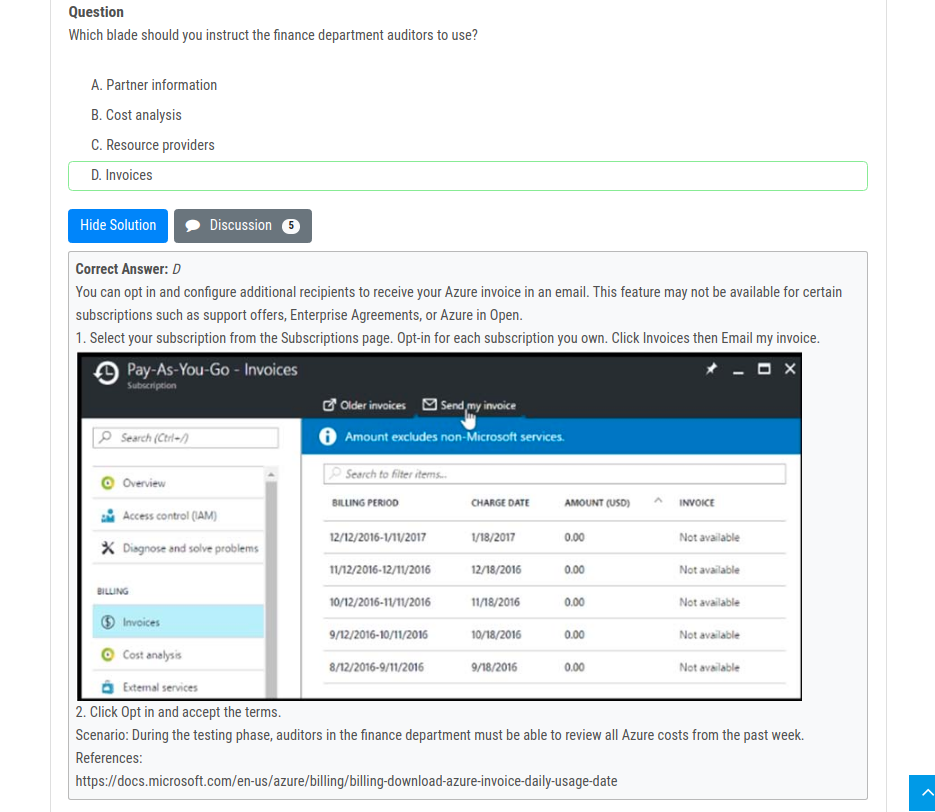 Question
Which blade should you instruct the finance department auditors to use?
A. Partner information
B. Cost analysis
C. Resource providers
D. Invoices
Hide Solution
Discussion 5
Correct Answer: D
You can opt in and configure additional recipients to receive your Azure invoice in an email. This feature may not be available for certain
subscriptions such as support offers, Enterprise Agreements, or Azure in Open.
1. Select your subscription from the Subscriptions page. Opt-in for each subscription you own. Click Invoices then Email my invoice.
Pay-As-You-Go - Invoices
Subscription
Older invoices Send my invoice
Search (Ctrl+/)
Overview
Access control (IAM)
Diagnose and solve problems
BILLING
Invoices
Cost analysis
External services
Amount excludes non-Microsoft services.
Search to filter items...
BILLING PERIOD CHARGE DATE AMOUNT (USD) INVOICE
12/12/2016-1/11/2017 1/18/2017 0.00 Not available
11/12/2016-12/11/2016 12/18/2016 0.00 Not available
10/12/2016-11/11/2016 11/18/2016 0.00 Not available
9/12/2016-10/11/2016 10/18/2016 0.00 Not available
8/12/2016-9/11/2016 9/18/2016 0.00 Not available
2. Click Opt in and accept the terms.
Scenario: During the testing phase, auditors in the finance department must be able to review all Azure costs from the past week.
References:
https://docs.microsoft.com/en-us/azure/billing/billing-download-azure-invoice-daily-usage-date